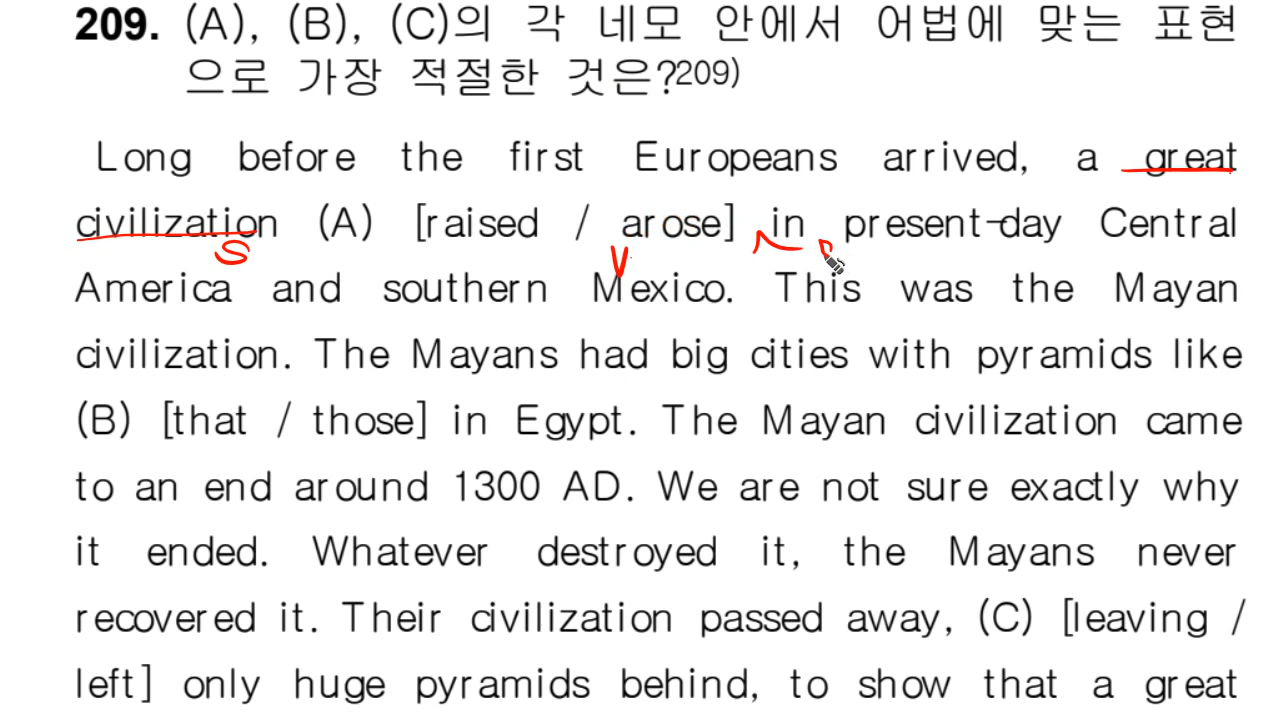 209. (A), (B), (C)의 각 네모 안에서 어법에 맞는 표현
으로 가장 적절한 것은?209)
Long before the first Europeans arrived, a great
civilization (A) [raised / arose] in present-day Central
S
V
America and southern Mexico. This was the Mayan
civilization. The Mayans had big cities with pyramids like
(B) [that / those] in Egypt. The Mayan civilization came
to an end around 1300 AD. We are not sure exactly why
it ended. Whatever destroyed it, the Mayans never
recovered it. Their civilization passed away, (C) [leaving /
left] only huge pyramids behind, to show that a great